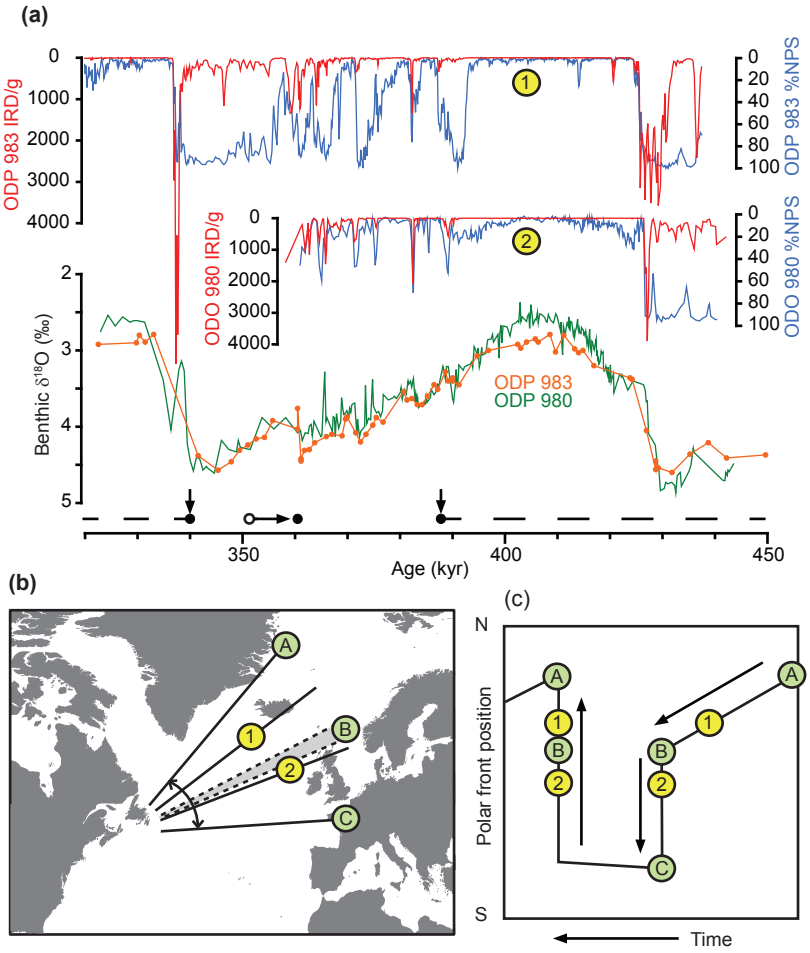 (a)
0
1000
2000
3000
4000
ODP 983 IRD/g
1
0
20
40
60
80
100
ODP 983 %NPS
0
1000
2000
3000
4000
ODO 980 IRD/g
2
0
20
40
60
80
100
ODO 980 %NPS
2
3
4
5
Benthic δ¹⁸O (‰)
ODP 983
ODP 980
350
400
450
Age (kyr)
(b)
A
1
B
2
C
(c)
N
S
Polar front position
A
1
B
2
A
1
B
2
C
Time